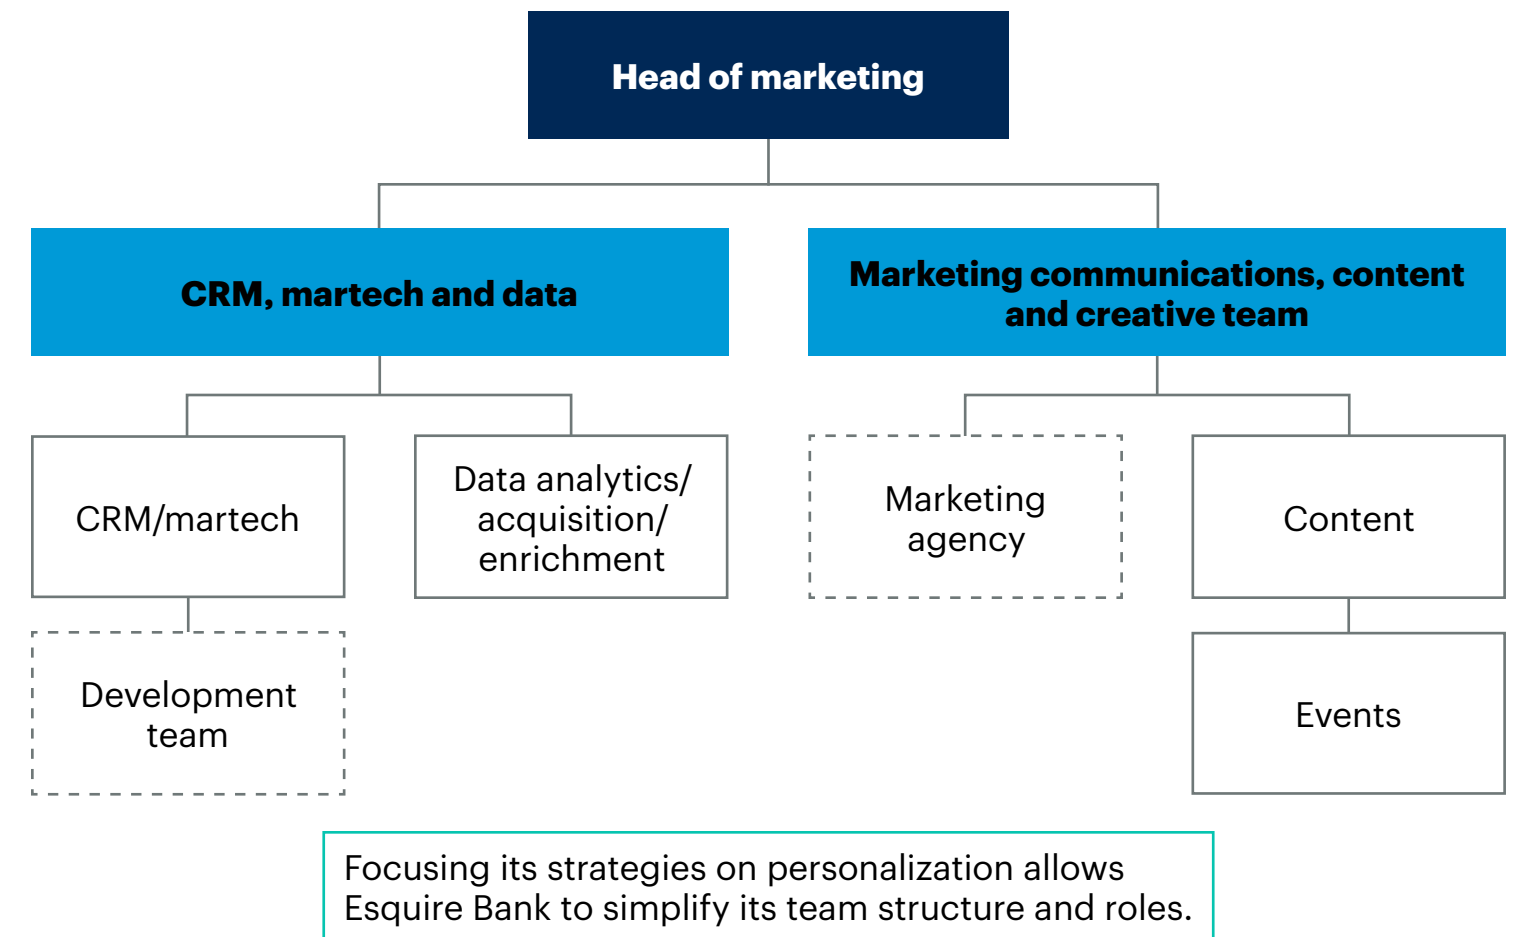 Head of marketing
CRM, martech and data
Marketing communications, content
and creative team
CRM/martech
Data analytics/
acquisition/
enrichment
Marketing
agency
Content
Development
team
Events
Focusing its strategies on personalization allows
Esquire Bank to simplify its team structure and roles.